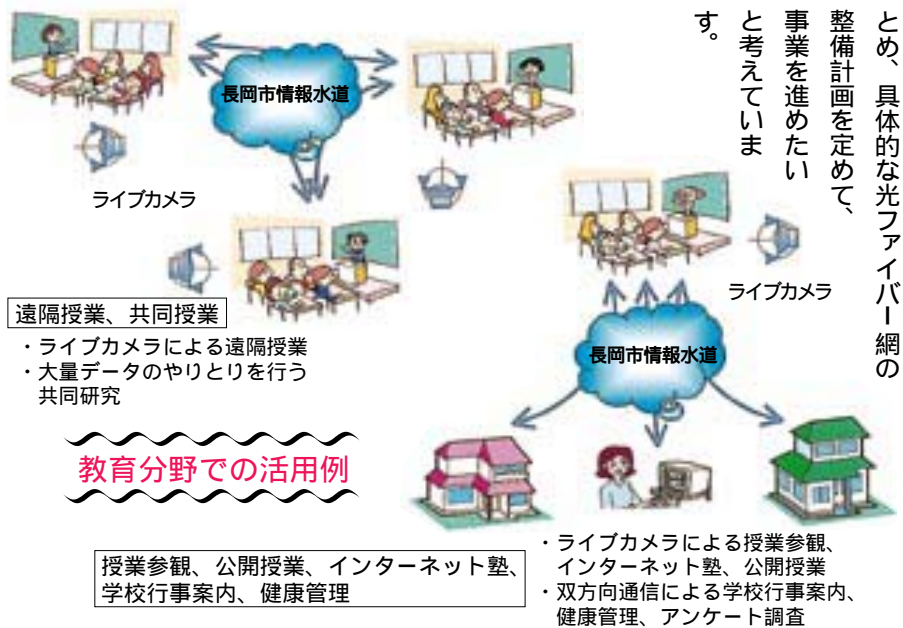 とめ、具体的な光ファイバー網の
整備計画を定めて、
事業を進めたい
と考えていま
す。
長岡市情報水道
ライブカメラ
遠隔授業、共同授業
・ライブカメラによる遠隔授業
・大量データのやりとりを行う
共同研究
教育分野での活用例
ライブカメラ
長岡市情報水道
授業参観、公開授業、インターネット塾、
学校行事案内、健康管理
・ライブカメラによる授業参観、
インターネット塾、公開授業
・双方向通信による学校行事案内、
健康管理、アンケート調査